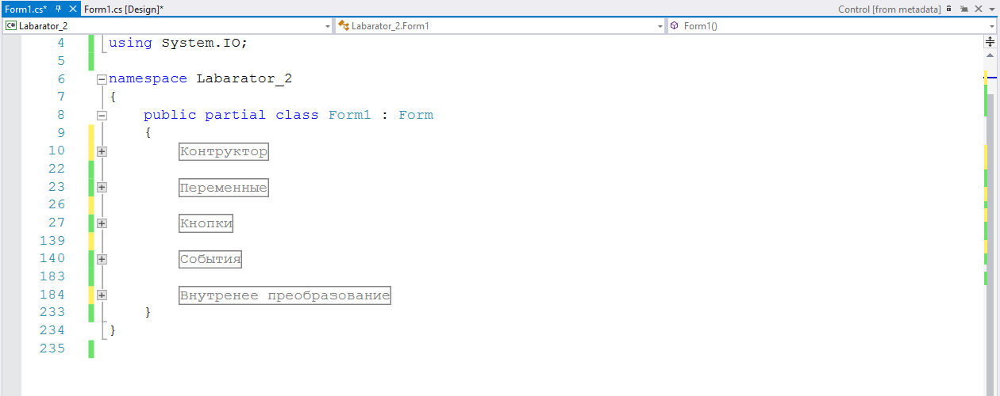 Form1.cs* Form1.cs [Design]* Control [from metadata]
Labarator_2 Labarator_2.Form1 Form1()
4 using System.IO;
5
6 namespace Labarator_2
7 {
8 public partial class Form1 : Form
9 {
10 Контруктор
22
23 Переменные
26
27 Кнопки
139
140 События
183
184 Внутренее преобразование
233 }
234 }
235